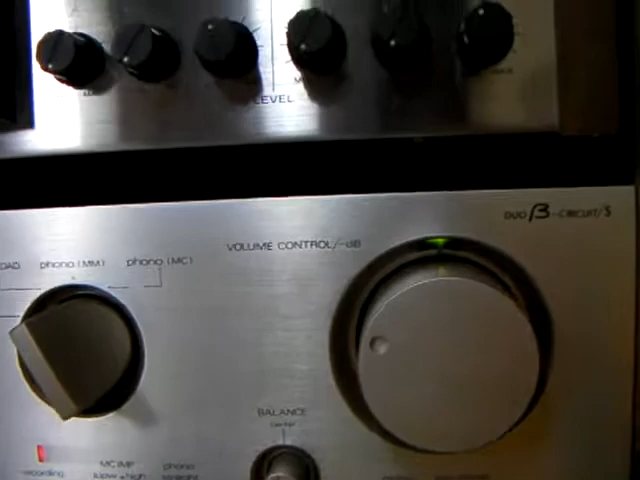 LEVEL
DUO β-CIRCUIT/S
VOLUME CONTROL/-dB
OAD phono (MM) phono (MC)
BALANCE
center
recording
MC IMP phono
low high straight